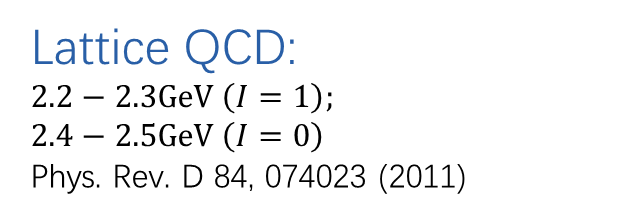 Lattice QCD:
2.2 − 2.3GeV (I = 1);
2.4 − 2.5GeV (I = 0)
Phys. Rev. D 84, 074023 (2011)